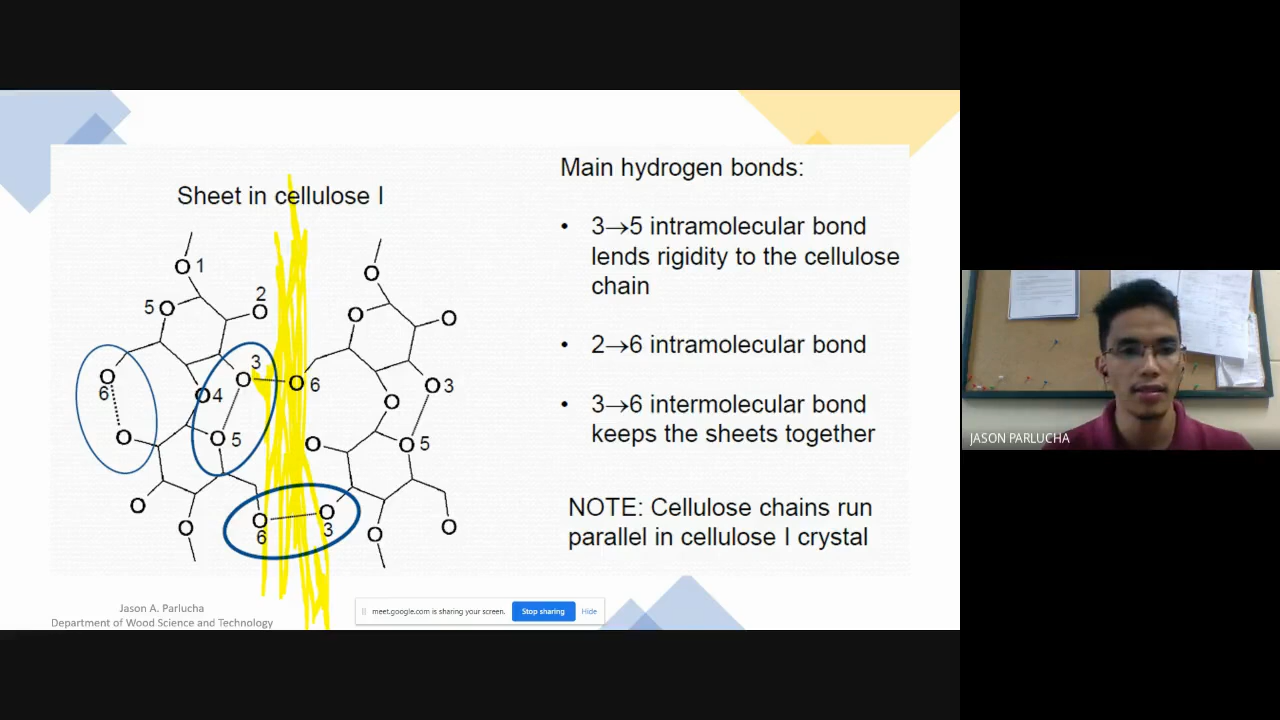 Sheet in cellulose I
O 1
2
5 O
O
O
O
O
3
O
6
O
O 4
O
O 6
O 3
O
O
O 5
O
O 5
O
O
O
6
O
3
O
O
Main hydrogen bonds:
• 3→5 intramolecular bond
lends rigidity to the cellulose
chain
• 2→6 intramolecular bond
• 3→6 intermolecular bond
keeps the sheets together
NOTE: Cellulose chains run
parallel in cellulose I crystal
Jason A. Parlucha
Department of Wood Science and Technology
meet.google.com is sharing your screen.
Stop sharing
Hide
JASON PARLUCHA